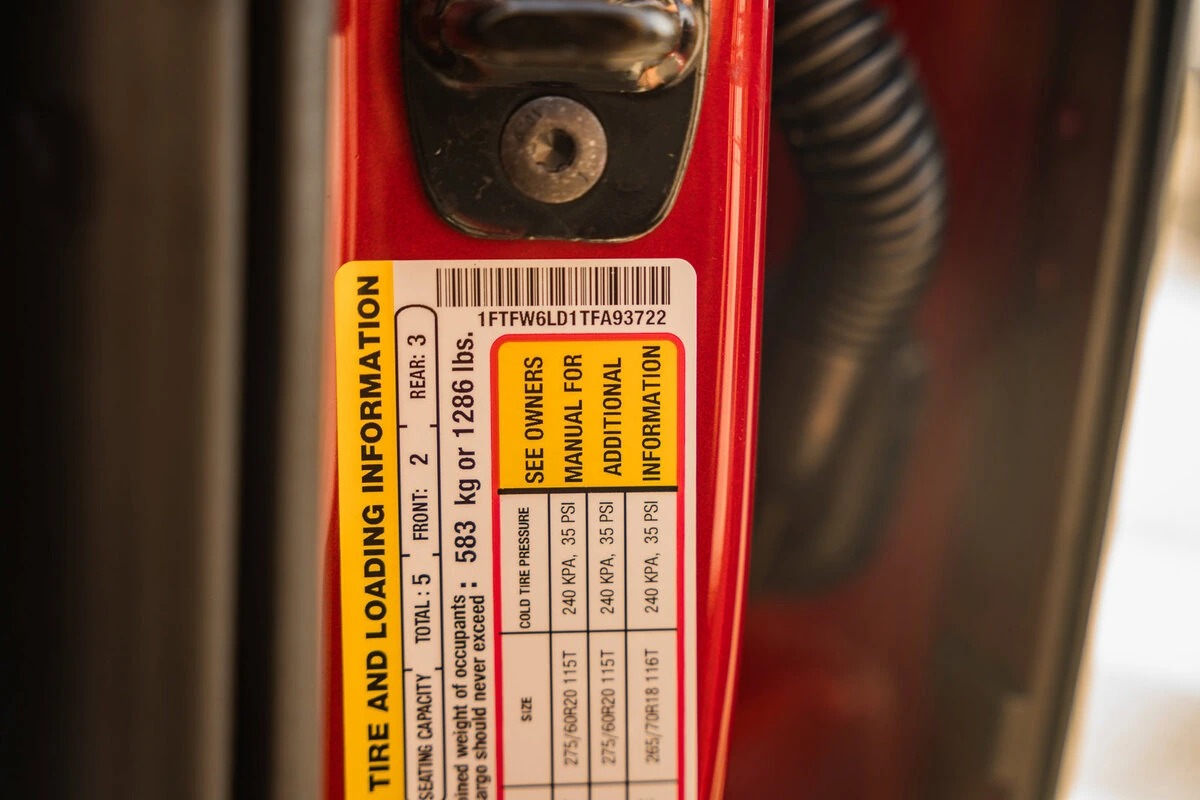 1FTFW6LD1TFA93722
TIRE AND LOADING INFORMATION
SEATING CAPACITY TOTAL : 5 FRONT: 2 REAR: 3
weight of occupants : 583 kg or 1286 lbs.
should never exceed
SIZE COLD TIRE PRESSURE SEE OWNERS
275/60R20 115T 240 KPA, 35 PSI MANUAL FOR
275/60R20 115T 240 KPA, 35 PSI ADDITIONAL
265/70R18 116T 240 KPA, 35 PSI INFORMATION